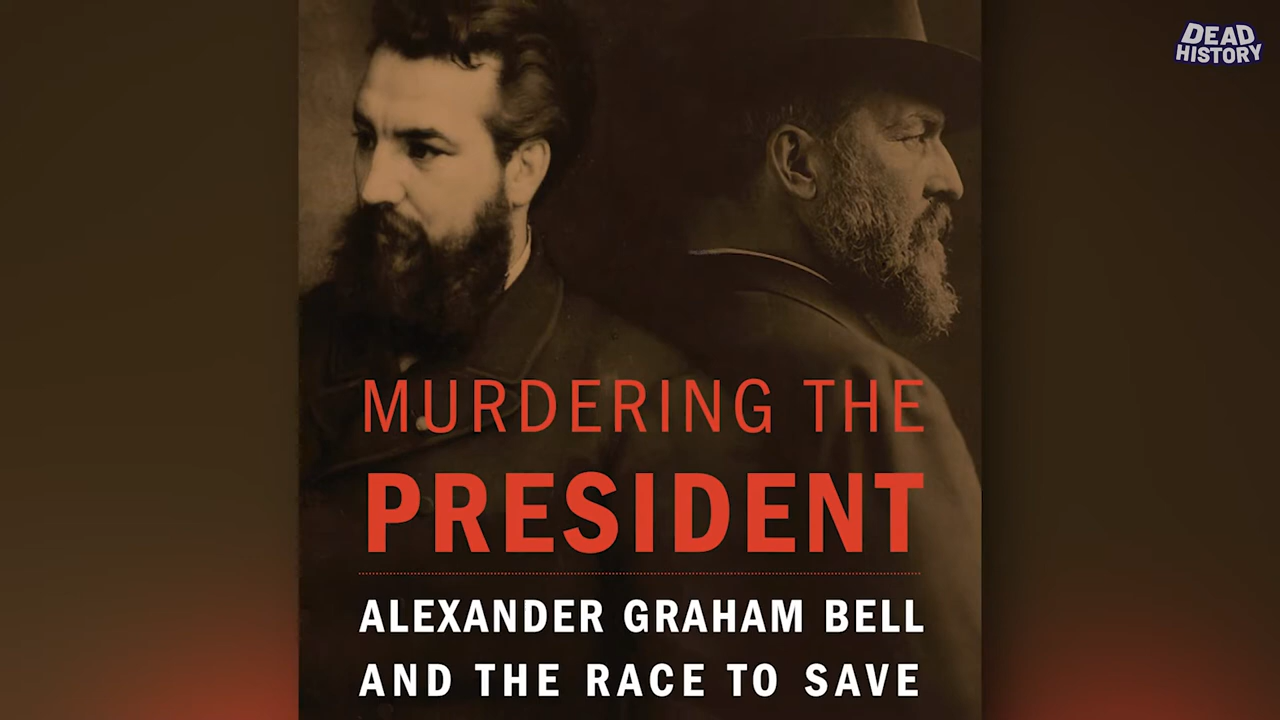 DEAD
HISTORY
MURDERING THE
PRESIDENT
ALEXANDER GRAHAM BELL
AND THE RACE TO SAVE